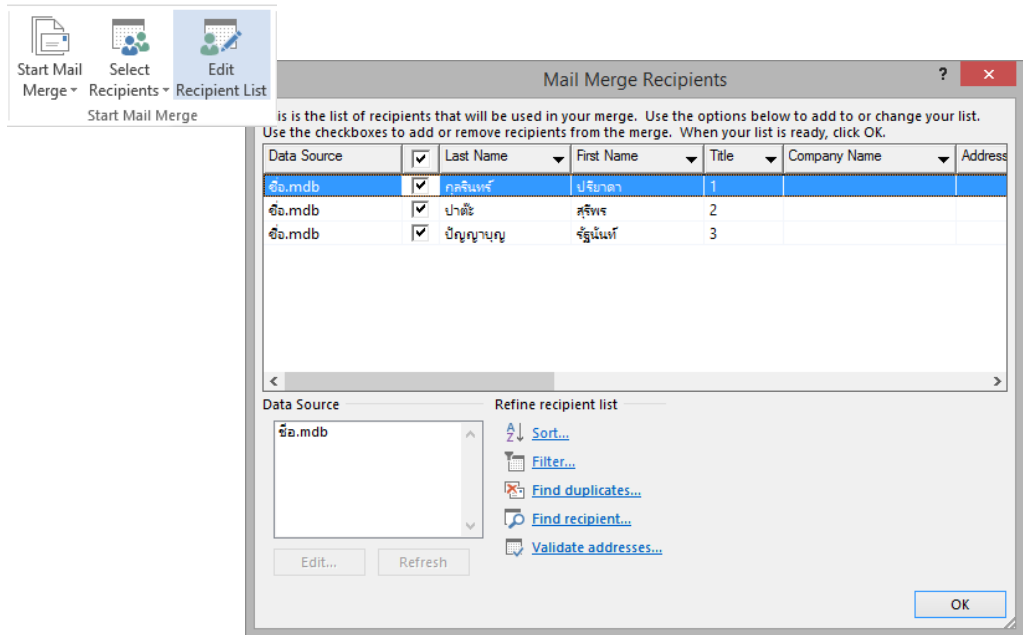 Start Mail Merge
Select Recipients
Edit Recipient List
Start Mail Merge
Mail Merge Recipients
?
is is the list of recipients that will be used in your merge. Use the options below to add to or change your list.
Use the checkboxes to add or remove recipients from the merge. When your list is ready, click OK.
Data Source Last Name First Name Title Company Name Address
ชื่อ.mdb กุลรินทร์ ปรียาดา 1
ชื่อ.mdb ปาต๊ะ สุรีพร 2
ชื่อ.mdb ปัญญาบุญ รัฐนันท์ 3
Data Source
ชื่อ.mdb
Edit...
Refresh
Refine recipient list
Sort...
Filter...
Find duplicates...
Find recipient...
Validate addresses...
OK